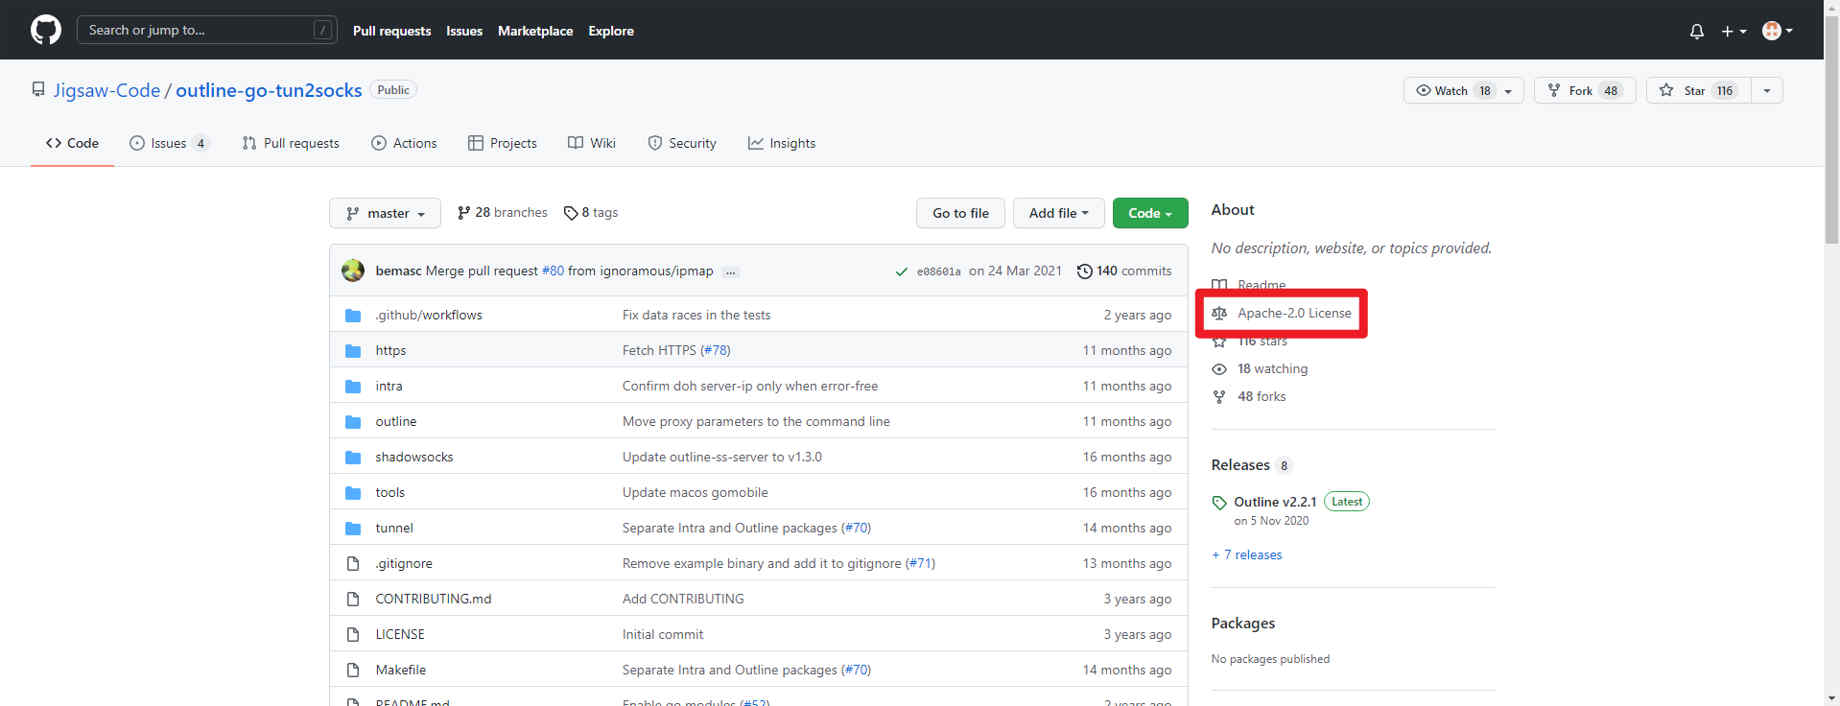 Search or jump to... /
Pull requests Issues Marketplace Explore
Jigsaw-Code / outline-go-tun2socks Public
Watch 18 Fork 48 Star 116
Code Issues 4 Pull requests Actions Projects Wiki Security Insights
master 28 branches 8 tags Go to file Add file Code
bemasc Merge pull request #80 from ignoramous/ipmap ... e08601a on 24 Mar 2021 140 commits
.github/workflows Fix data races in the tests 2 years ago
https Fetch HTTPS (#78) 11 months ago
intra Confirm doh server-ip only when error-free 11 months ago
outline Move proxy parameters to the command line 11 months ago
shadowsocks Update outline-ss-server to v1.3.0 16 months ago
tools Update macos gomobile 16 months ago
tunnel Separate Intra and Outline packages (#70) 14 months ago
.gitignore Remove example binary and add it to gitignore (#71) 13 months ago
CONTRIBUTING.md Add CONTRIBUTING 3 years ago
LICENSE Initial commit 3 years ago
Makefile Separate Intra and Outline packages (#70) 14 months ago
README.md Enable go modules (#52) 2 years ago
About
No description, website, or topics provided.
Readme
Apache-2.0 License
116 stars
18 watching
48 forks
Releases 8
Outline v2.2.1 Latest
on 5 Nov 2020
+ 7 releases
Packages
No packages published